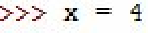 >>> x = 4